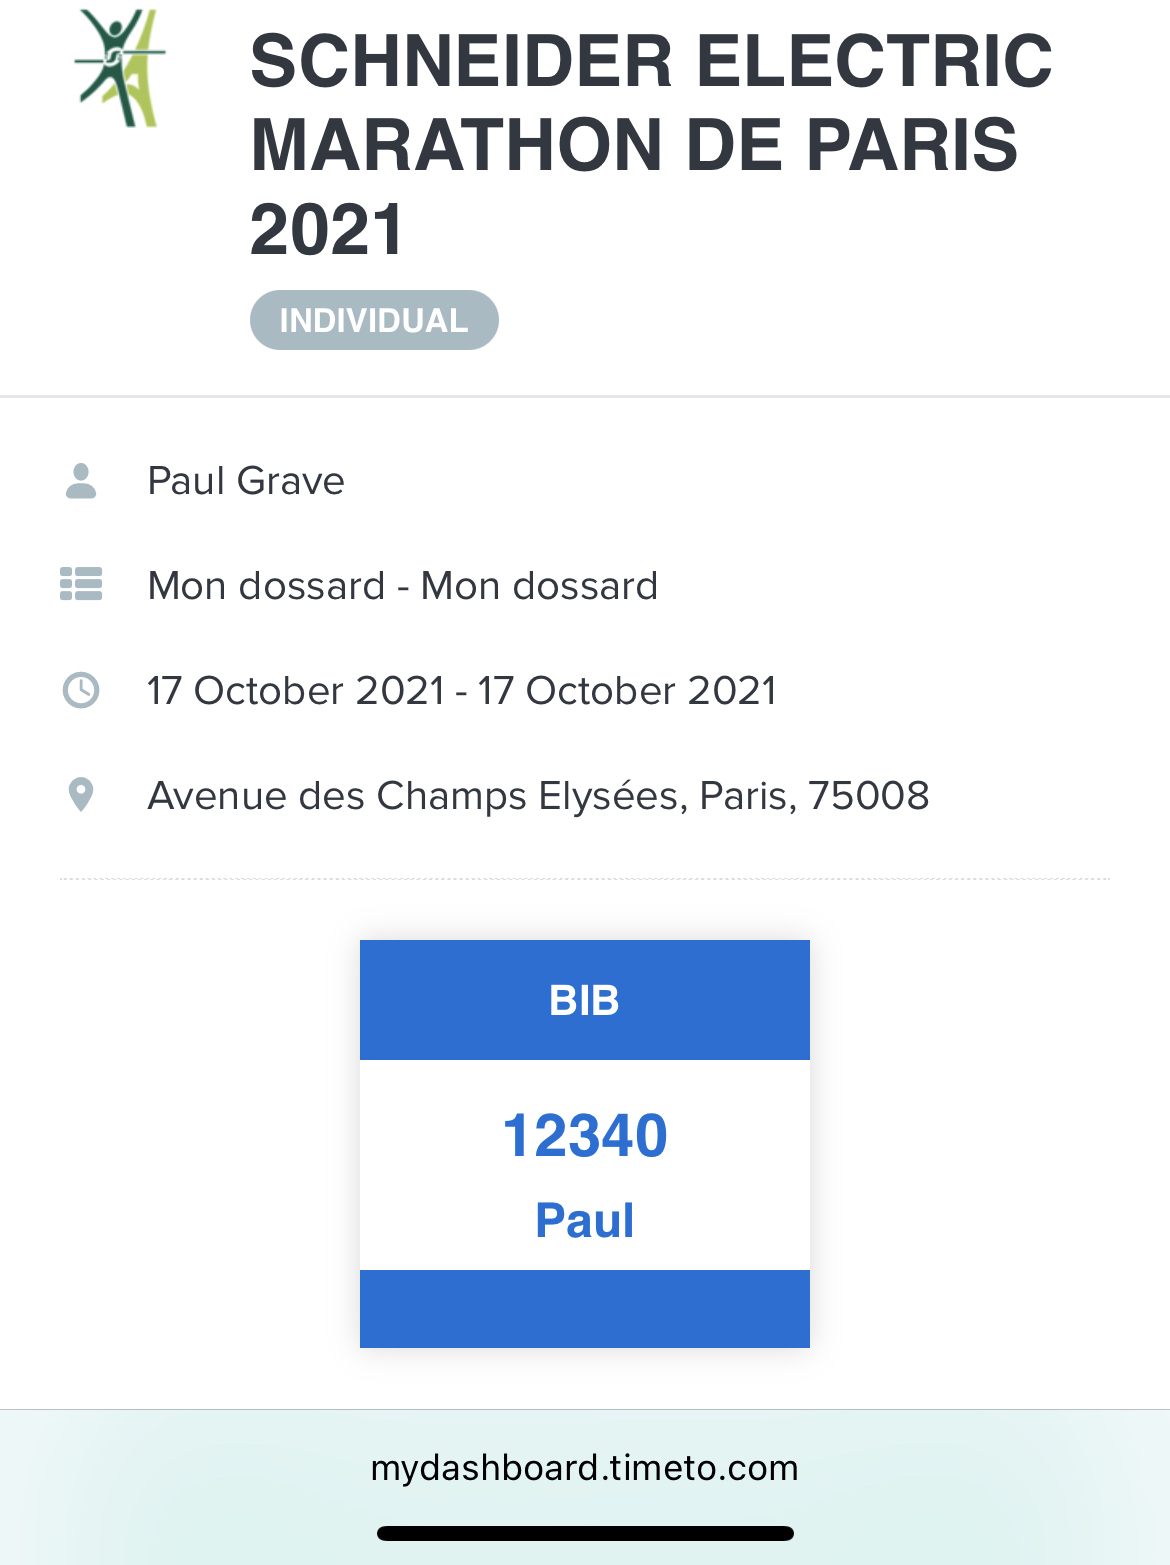 SCHNEIDER ELECTRIC
MARATHON DE PARIS
2021
INDIVIDUAL
Paul Grave
Mon dossard - Mon dossard
17 October 2021 - 17 October 2021
Avenue des Champs Elysées, Paris, 75008
BIB
12340
Paul
mydashboard.timeto.com